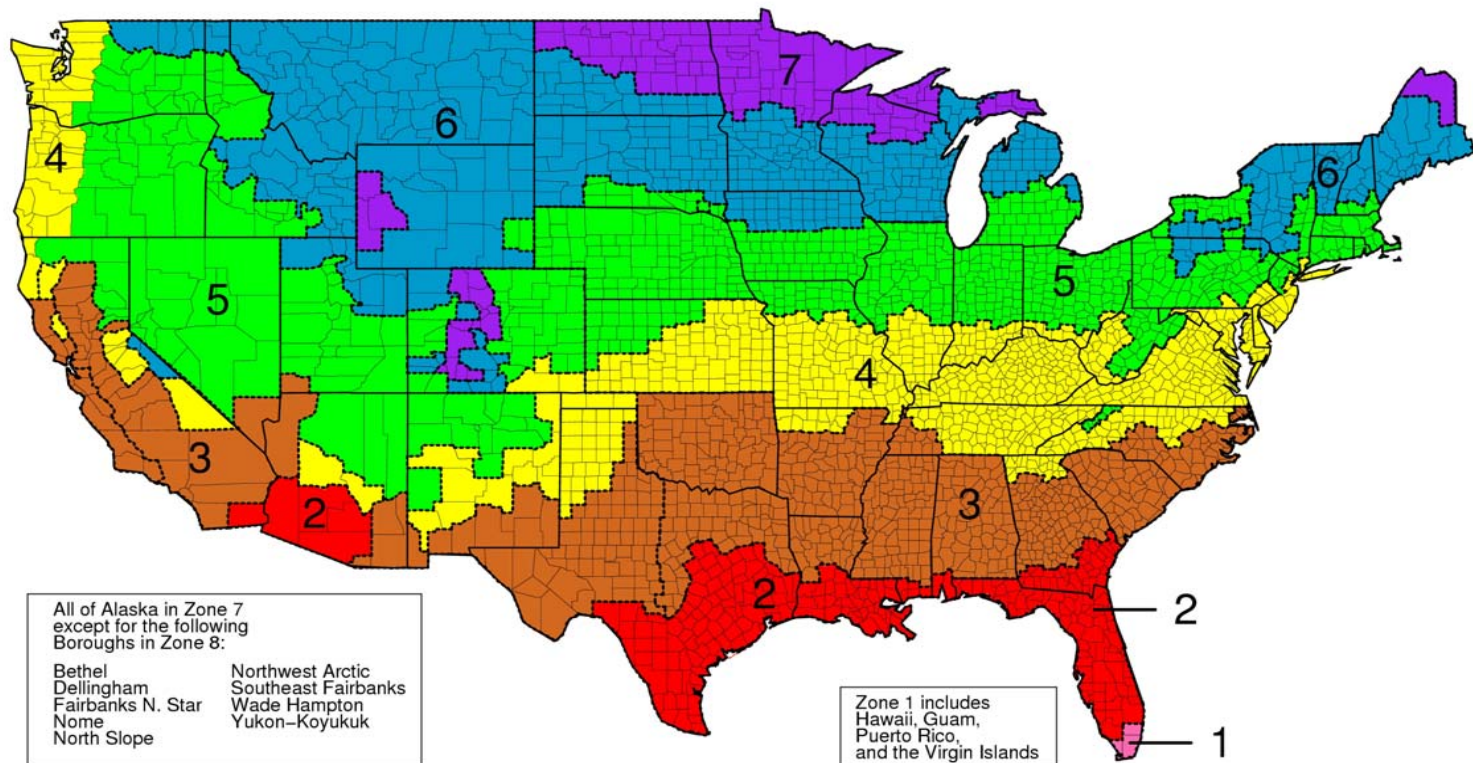 7
6
4
6
5
5
4
3
3
2
2
2
1
All of Alaska in Zone 7
except for the following
Boroughs in Zone 8:
Bethel Northwest Arctic
Dellingham Southeast Fairbanks
Fairbanks N. Star Wade Hampton
Nome Yukon-Koyukuk
North Slope
Zone 1 includes
Hawaii, Guam,
Puerto Rico,
and the Virgin Islands